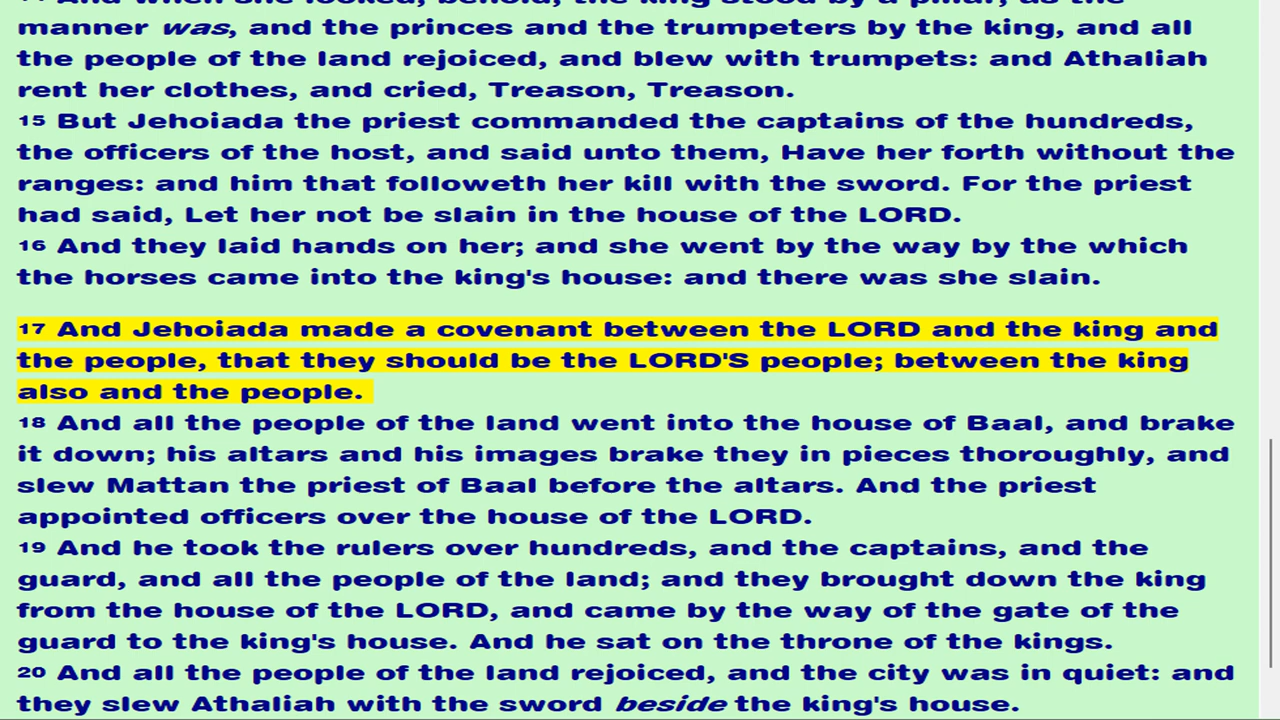 14 And when she looked, behold, the king stood by a pillar, as the
manner was, and the princes and the trumpeters by the king, and all
the people of the land rejoiced, and blew with trumpets: and Athaliah
rent her clothes, and cried, Treason, Treason.
15 But Jehoiada the priest commanded the captains of the hundreds,
the officers of the host, and said unto them, Have her forth without the
ranges: and him that followeth her kill with the sword. For the priest
had said, Let her not be slain in the house of the LORD.
16 And they laid hands on her; and she went by the way by the which
the horses came into the king's house: and there was she slain.
17 And Jehoiada made a covenant between the LORD and the king and
the people, that they should be the LORD'S people; between the king
also and the people.
18 And all the people of the land went into the house of Baal, and brake
it down; his altars and his images brake they in pieces thoroughly, and
slew Mattan the priest of Baal before the altars. And the priest
appointed officers over the house of the LORD.
19 And he took the rulers over hundreds, and the captains, and the
guard, and all the people of the land; and they brought down the king
from the house of the LORD, and came by the way of the gate of the
guard to the king's house. And he sat on the throne of the kings.
20 And all the people of the land rejoiced, and the city was in quiet: and
they slew Athaliah with the sword beside the king's house.